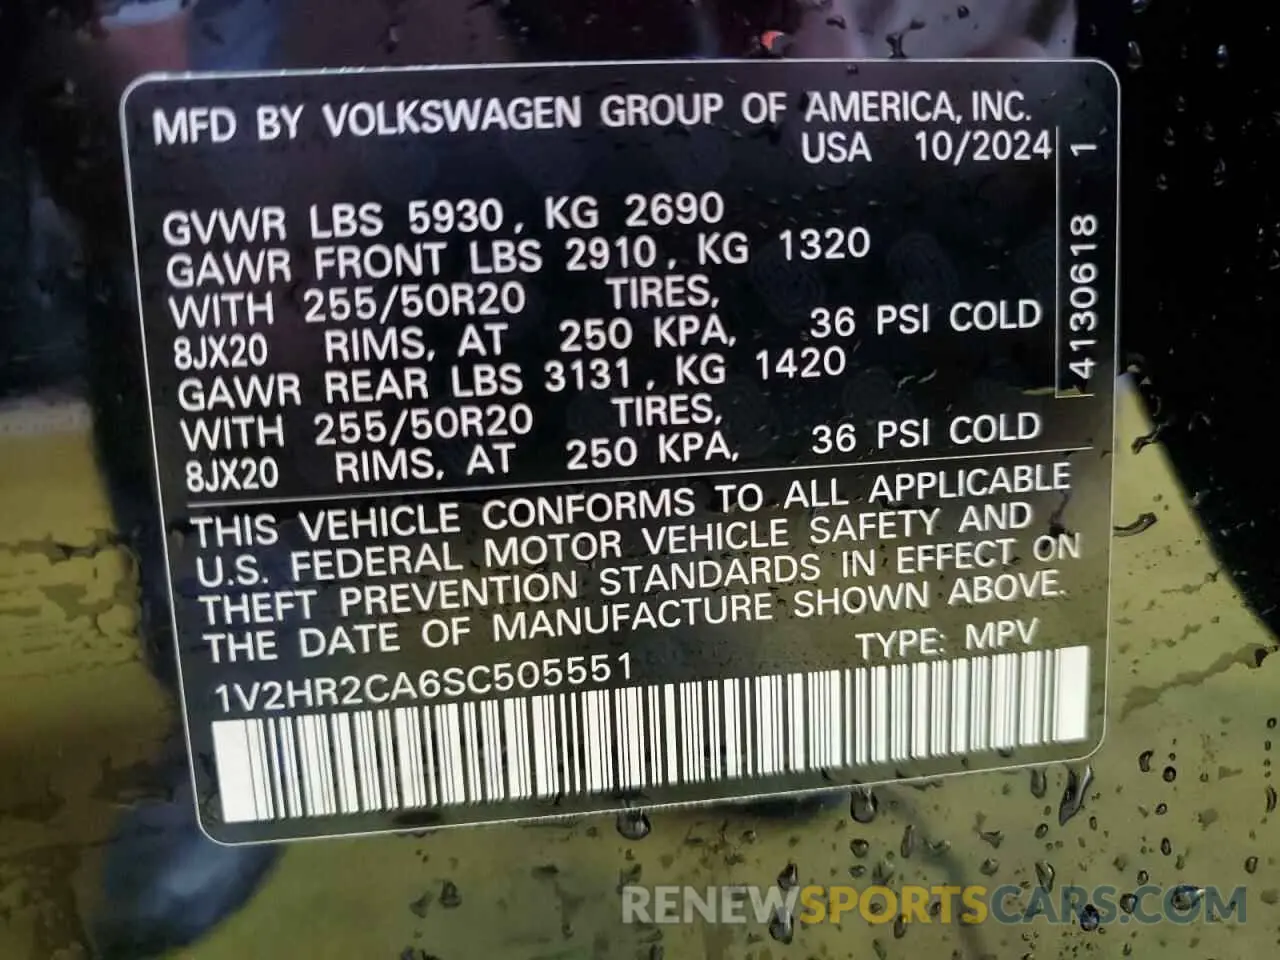 MFD BY VOLKSWAGEN GROUP OF AMERICA, INC.
USA 10/2024
GVWR LBS 5930, KG 2690
GAWR FRONT LBS 2910, KG 1320
WITH 255/50R20 TIRES,
8JX20 RIMS, AT 250 KPA, 36 PSI COLD
GAWR REAR LBS 3131, KG 1420
WITH 255/50R20 TIRES,
8JX20 RIMS, AT 250 KPA, 36 PSI COLD
4130618 1
THIS VEHICLE CONFORMS TO ALL APPLICABLE
U.S. FEDERAL MOTOR VEHICLE SAFETY AND
THEFT PREVENTION STANDARDS IN EFFECT ON
THE DATE OF MANUFACTURE SHOWN ABOVE.
1V2HR2CA6SC505551 TYPE: MPV
RENEWSPORTSCARS.COM